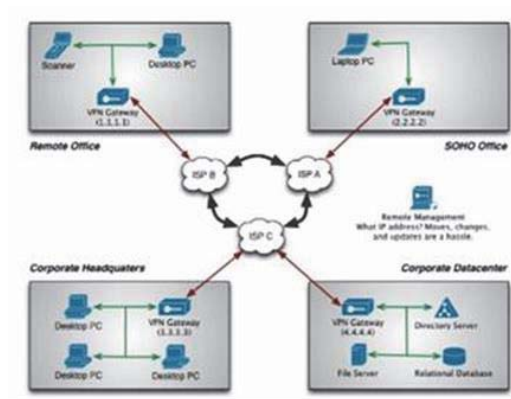 Scanner
Desktop PC
VPN Gateway
(1.1.1.1)
Remote Office
Laptop PC
VPN Gateway
(2.2.2.2)
SOHO Office
ISP B
ISP A
ISP C
Remote Management
What IP address? Moves, changes,
and updates are a hassle.
Corporate Headquaters
Desktop PC
VPN Gateway
(3.3.3.3)
Desktop PC
Desktop PC
Corporate Datacenter
VPN Gateway
(4.4.4.4)
Directory Server
File Server
Relational Database